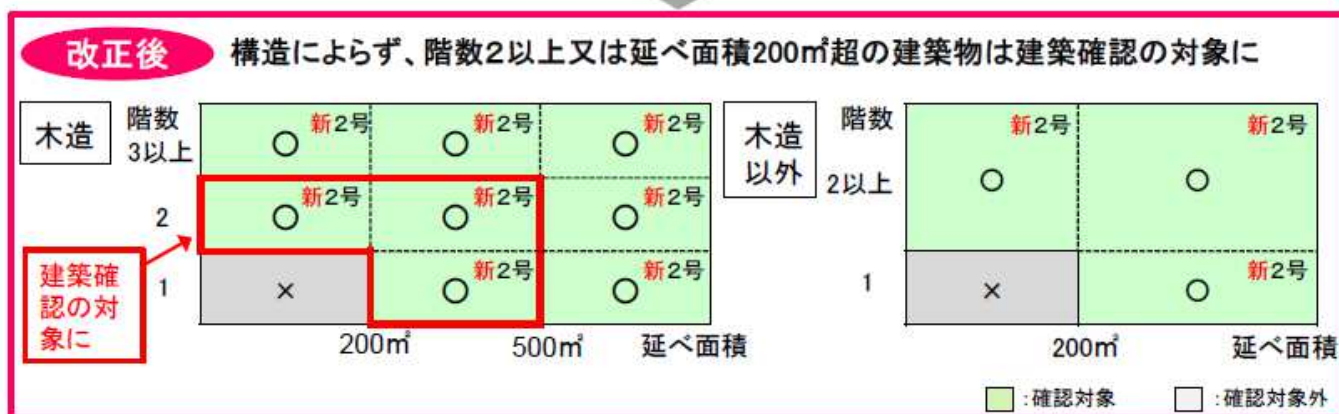 改正後 構造によらず、階数2以上又は延べ面積200㎡超の建築物は建築確認の対象に
木造
階数
3以上
新2号
○
新2号
○
新2号
○
2
新2号
○
新2号
○
新2号
○
1
×
新2号
○
新2号
○
200㎡
500㎡
延べ面積
建築確
認の対
象に
木造
以外
階数
2以上
新2号
○
新2号
○
1
×
新2号
○
200㎡
延べ面積
:確認対象
:確認対象外